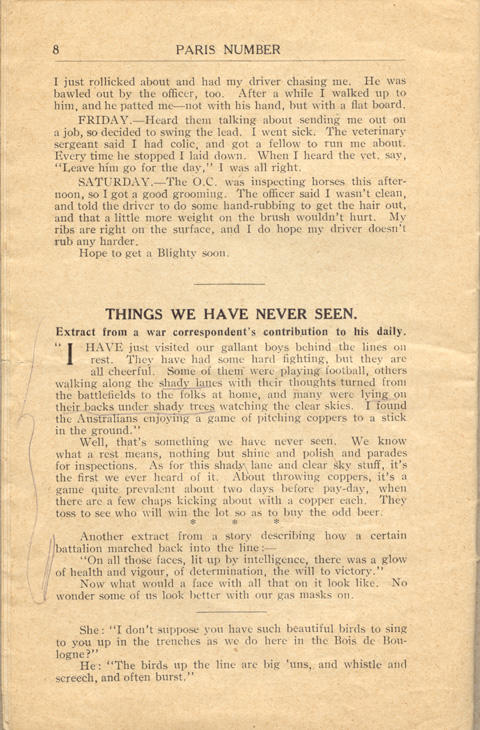 8 PARIS NUMBER
I just rollicked about and had my driver chasing me. He was
bawled out by the officer, too. After a while I walked up to
him, and he patted me—not with his hand, but with a flat board.
FRIDAY.—Heard them talking about sending me out on
a job, so decided to swing the lead. I went sick. The veterinary
sergeant said I had colic, and got a fellow to run me about.
Every time he stopped I laid down. When I heard the vet. say,
"Leave him go for the day," I was all right.
SATURDAY.—The O.C. was inspecting horses this after-
noon, so I got a good grooming. The officer said I wasn't clean,
and told the driver to do some hand-rubbing to get the hair out,
and that a little more weight on the brush wouldn't hurt. My
ribs are right on the surface, and I do hope my driver doesn't
rub any harder.
Hope to get a Blighty soon.
THINGS WE HAVE NEVER SEEN.
Extract from a war correspondent's contribution to his daily.
"I HAVE just visited our gallant boys behind the lines on
rest. They have had some hard fighting, but they are
all cheerful. Some of them were playing football, others
walking along the shady lanes with their thoughts turned from
the battlefields to the folks at home, and many were lying on
their backs under shady trees watching the clear skies. I found
the Australians enjoying a game of pitching coppers to a stick
in the ground."
Well, that's something we have never seen. We know
what a rest means, nothing but shine and polish and parades
for inspections. As for this shady lane and clear sky stuff, it's
the first we ever heard of it. About throwing coppers, it's a
game quite prevalent about two days before pay-day, when
there are a few chaps kicking about with a copper each. They
toss to see who will win the lot so as to buy the odd beer.
* * *
Another extract from a story describing how a certain
battalion marched back into the line:—
"On all those faces, lit up by intelligence, there was a glow
of health and vigour, of determination, the will to victory."
Now what would a face with all that on it look like. No
wonder some of us look better with our gas masks on.
She: "I don't suppose you have such beautiful birds to sing
to you up in the trenches as we do here in the Bois de Bou-
logne?"
He: "The birds up the line are big 'uns, and whistle and
screech, and often burst."